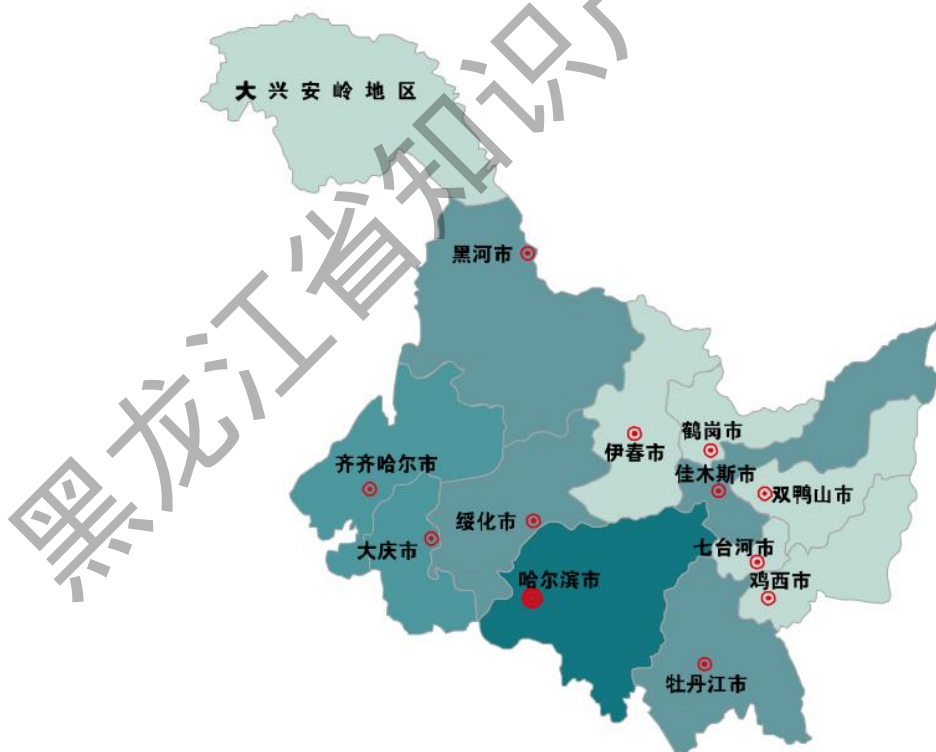 大兴安岭地区
黑河市
鹤岗市
伊春市
齐齐哈尔市
佳木斯市
双鸭山市
绥化市
大庆市
七台河市
哈尔滨市
鸡西市
牡丹江市
黑龙江省知识